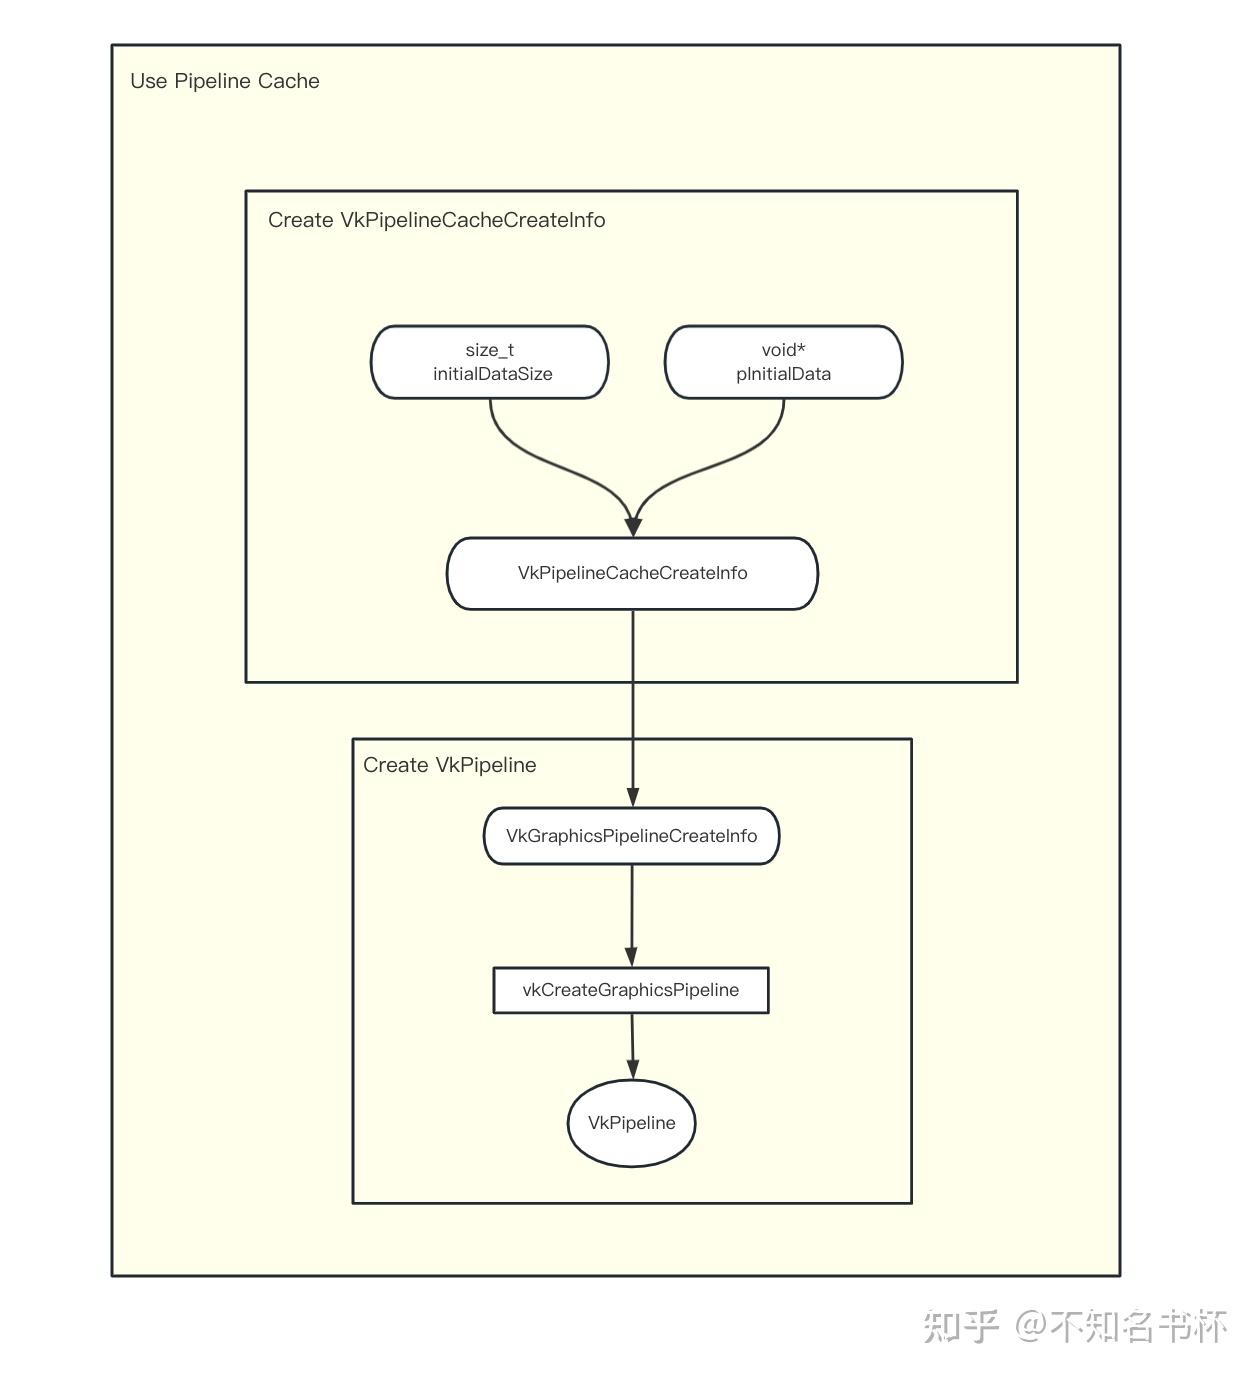 Use Pipeline Cache
Create VkPipelineCacheCreateInfo
size_t
initialDataSize
void*
pInitialData
VkPipelineCacheCreateInfo
Create VkPipeline
VkGraphicsPipelineCreateInfo
vkCreateGraphicsPipeline
VkPipeline
知乎 @不知名书杯